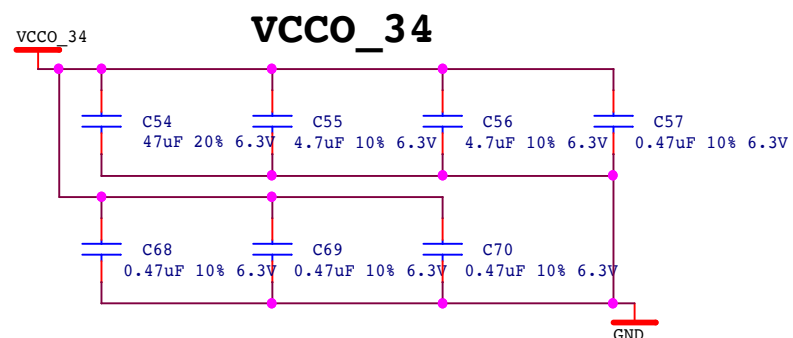 VCCO_34
VCCO_34
C54
47uF 20% 6.3V
C55
4.7uF 10% 6.3V
C56
4.7uF 10% 6.3V
C57
0.47uF 10% 6.3V
C68
0.47uF 10% 6.3V
C69
0.47uF 10% 6.3V
C70
0.47uF 10% 6.3V
GND